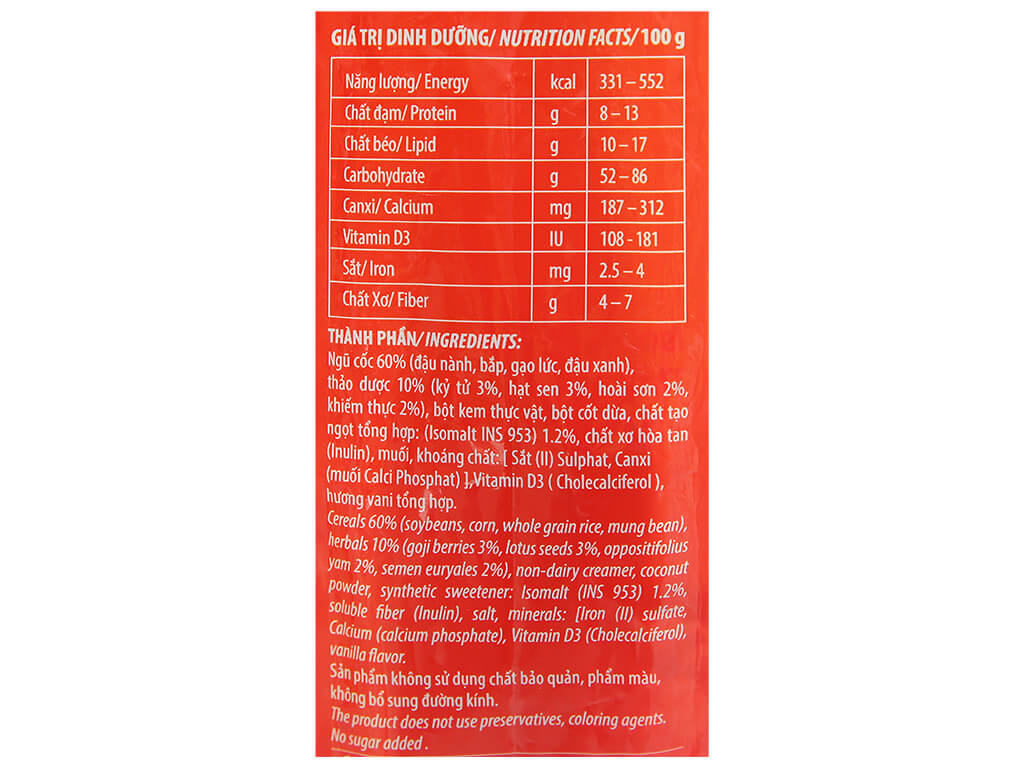 GIÁ TRỊ DINH DƯỠNG/ NUTRITION FACTS/ 100 g
Năng lượng/ Energy kcal 331 – 552
Chất đạm/ Protein g 8 – 13
Chất béo/ Lipid g 10 – 17
Carbohydrate g 52 – 86
Canxi/ Calcium mg 187 – 312
Vitamin D3 IU 108 - 181
Sắt/ Iron mg 2.5 – 4
Chất Xơ/ Fiber g 4 – 7
THÀNH PHẦN/ INGREDIENTS:
Ngũ cốc 60% (đậu nành, bắp, gạo lức, đậu xanh),
thảo dược 10% (kỷ tử 3%, hạt sen 3%, hoài sơn 2%,
khiếm thực 2%), bột kem thực vật, bột cốt dừa, chất tạo
ngọt tổng hợp: (Isomalt INS 953) 1.2%, chất xơ hòa tan
(Inulin), muối, khoáng chất: [ Sắt (II) Sulphat, Canxi
(muối Calci Phosphat) ],Vitamin D3 ( Cholecalciferol ),
hương vani tổng hợp.
Cereals 60% (soybeans, corn, whole grain rice, mung bean),
herbals 10% (goji berries 3%, lotus seeds 3%, oppositifolius
yam 2%, semen euryales 2%), non-dairy creamer, coconut
powder, synthetic sweetener: Isomalt (INS 953) 1.2%,
soluble fiber (Inulin), salt, minerals: [Iron (II) sulfate,
Calcium (calcium phosphate), Vitamin D3 (Cholecalciferol),
vanilla flavor.
Sản phẩm không sử dụng chất bảo quản, phẩm màu,
không bổ sung đường kính.
The product does not use preservatives, coloring agents.
No sugar added .